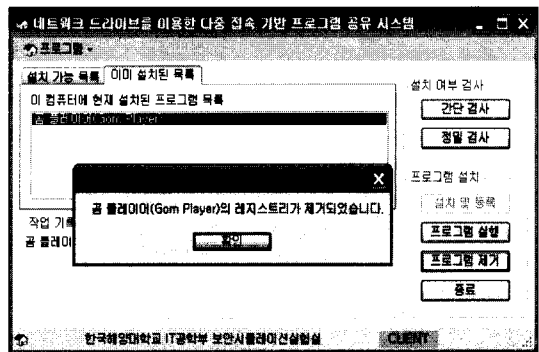 네트워크 드라이브를 이용한 다중 접속 기반 프로그램 공유 시스템
프로그램
설치 가능 목록
이미 설치된 목록
이 컴퓨터에 현재 설치된 프로그램 목록
곰 플레이어(Gom Player)
설치 여부 검사
간단 검사
정밀 검사
프로그램 설치
설치 및 등록
프로그램 실행
프로그램 제거
종료
X
곰 플레이어(Gom Player)의 레지스트리가 제거되었습니다.
확인
작업 기록
곰 플레이
한국해양대학교 IT공학부 보안시뮬레이션실험실
CLIENT